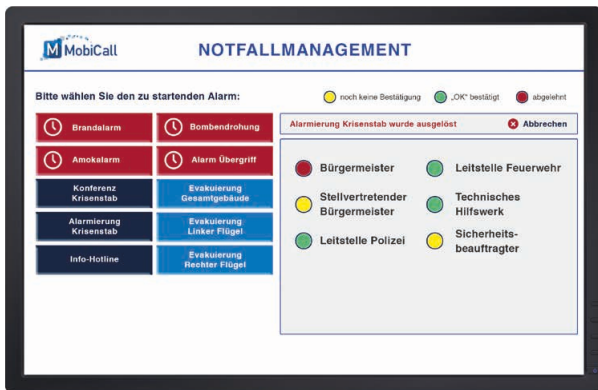 MobiCall
NOTFALLMANAGEMENT
Bitte wählen Sie den zu startenden Alarm:
noch keine Bestätigung
„OK“ bestätigt
abgelehnt
Brandalarm
Bombendrohung
Amokalarm
Alarm Übergriff
Konferenz
Krisenstab
Evakuierung
Gesamtgebäude
Alarmierung
Krisenstab
Evakuierung
Linker Flügel
Info-Hotline
Evakuierung
Rechter Flügel
Alarmierung Krisenstab wurde ausgelöst
Abbrechen
Bürgermeister
Leitstelle Feuerwehr
Stellvertretender
Bürgermeister
Technisches
Hilfswerk
Leitstelle Polizei
Sicherheits-
beauftragter